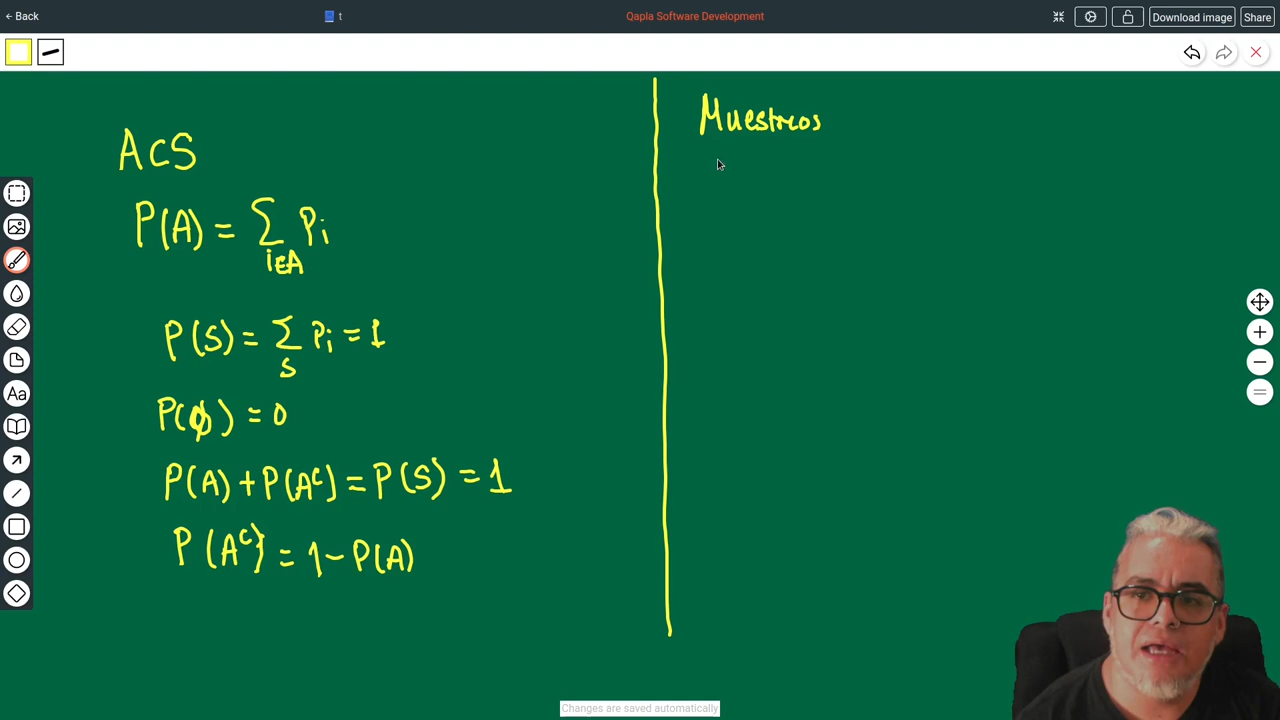 Back
t
Qapla Software Development
Download image
Share
Aa
ACS
P(A) = ∑ Pi
i∈A
P(S) = ∑ Pi = 1
S
P(∅) = 0
P(A) + P(Aᶜ) = P(S) = 1
P(Aᶜ) = 1 - P(A)
Muestreos
Changes are saved automatically